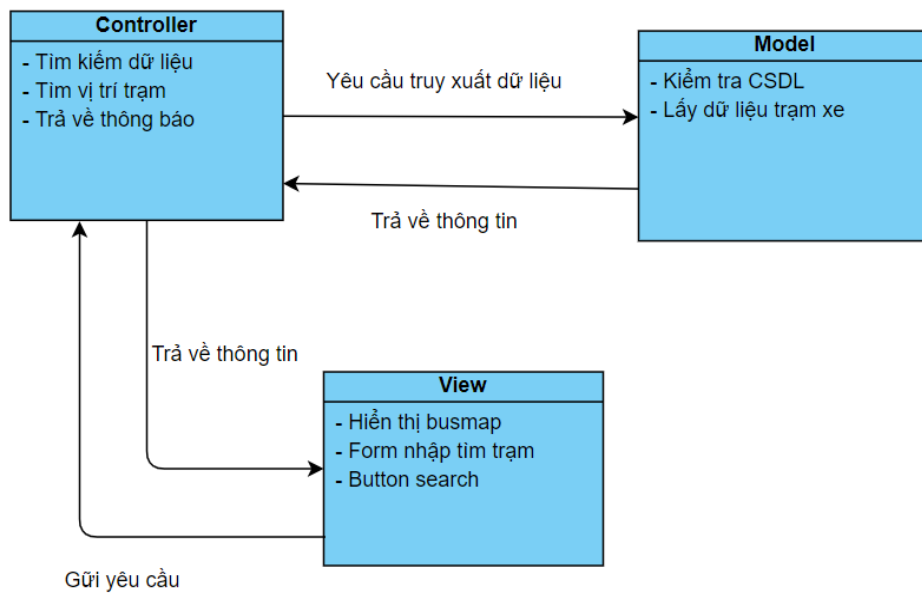 Controller
- Tìm kiếm dữ liệu
- Tìm vị trí trạm
- Trả về thông báo
Yêu cầu truy xuất dữ liệu
Model
- Kiểm tra CSDL
- Lấy dữ liệu trạm xe
Trả về thông tin
Trả về thông tin
View
- Hiển thị busmap
- Form nhập tìm trạm
- Button search
Gữi yêu cầu